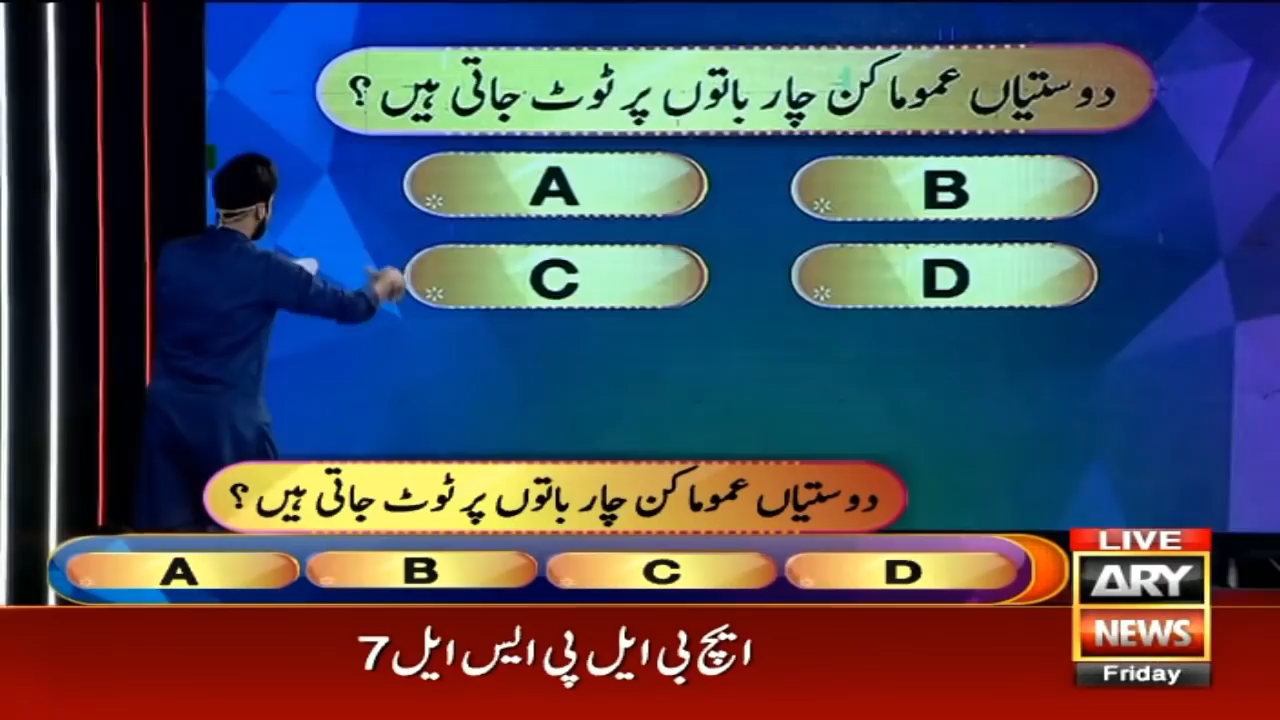 دوستیاں عموما کن چار باتوں پر ٹوٹ جاتی ہیں ؟
A
B
C
D
دوستیاں عموما کن چار باتوں پر ٹوٹ جاتی ہیں ؟
A
B
C
D
LIVE
ARY
NEWS
Friday
ایچ بی ایل پی ایس ایل 7